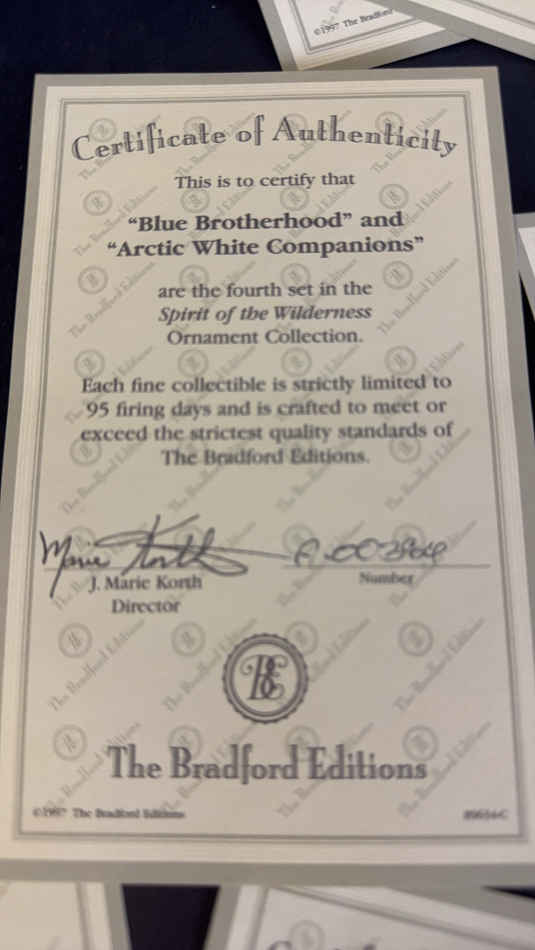 ©1997 The Bradford
Certificate of Authenticity
This is to certify that
"Blue Brotherhood" and
"Arctic White Companions"
are the fourth set in the
Spirit of the Wilderness
Ornament Collection.
Each fine collectible is strictly limited to
95 firing days and is crafted to meet or
exceed the strictest quality standards of
The Bradford Editions.
Marie Korth
J. Marie Korth
Director
Number
BE
The Bradford Editions
©1997 The Bradford Editions